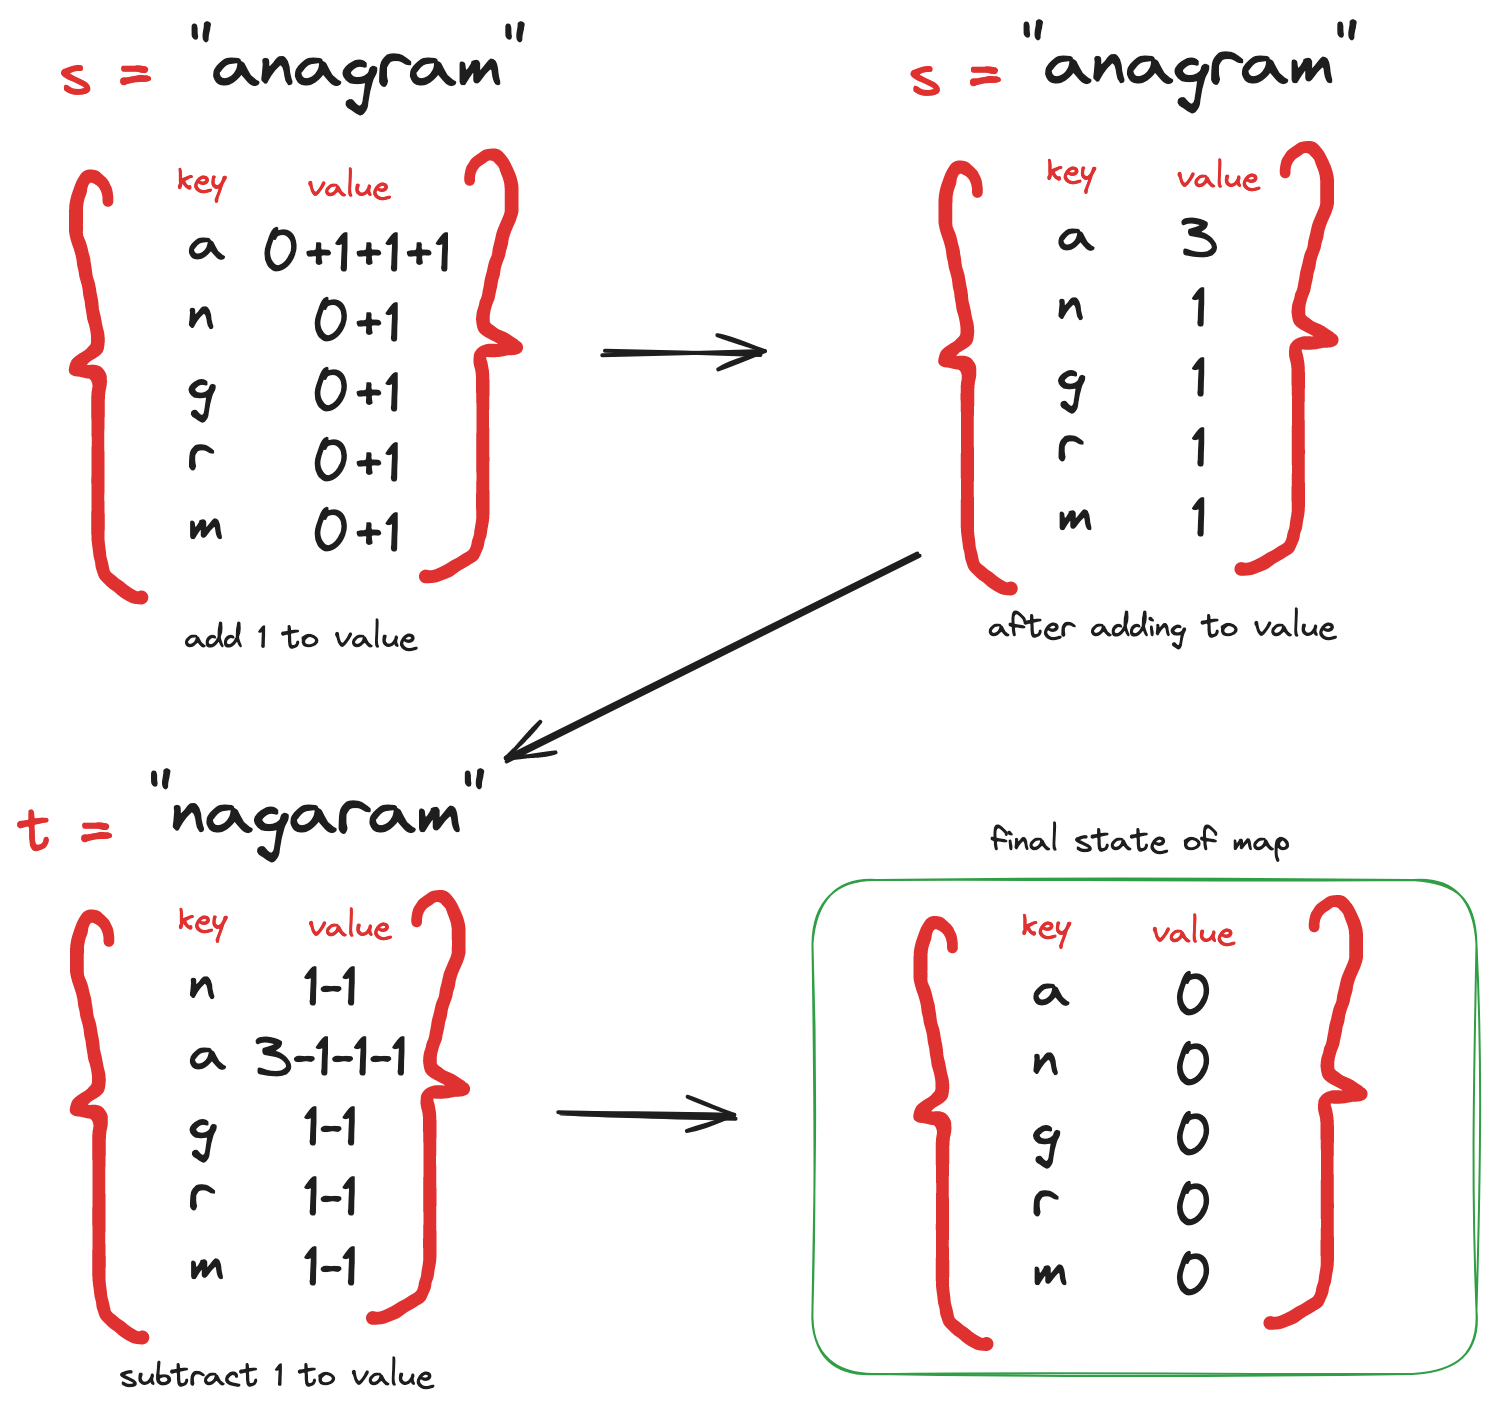 s = "anagram"
key value
a 0+1+1+1
n 0+1
g 0+1
r 0+1
m 0+1
add 1 to value
s = "anagram"
key value
a 3
n 1
g 1
r 1
m 1
after adding to value
t = "nagaram"
key value
n 1-1
a 3-1-1-1
g 1-1
r 1-1
m 1-1
subtract 1 to value
final state of map
key value
a 0
n 0
g 0
r 0
m 0